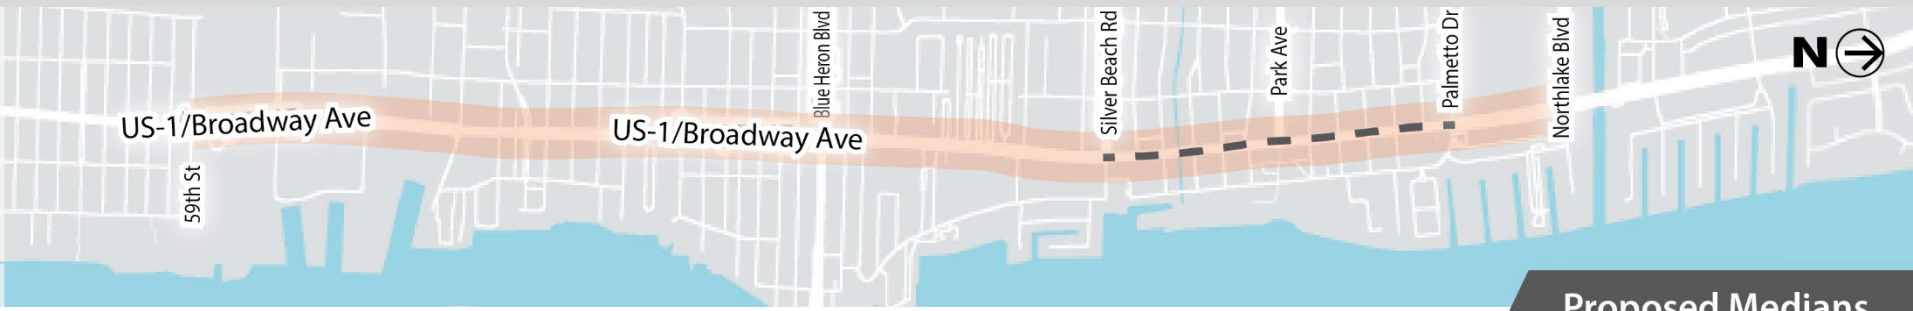 US-1/Broadway Ave
59th St
US-1/Broadway Ave
Blue Heron Blvd
Silver Beach Rd
Park Ave
Palmetto Dr
Northlake Blvd
N
Proposed Medians